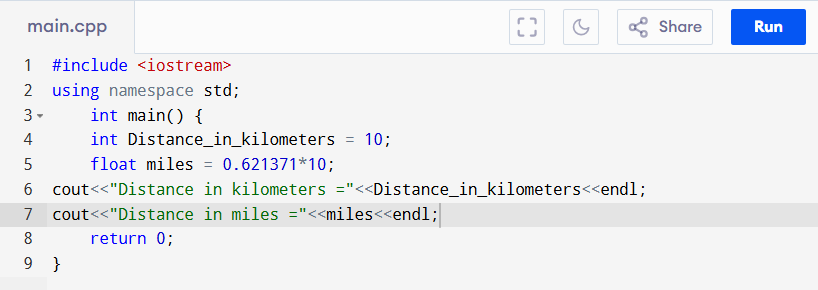 main.cpp
Share
Run
1 #include <iostream>
2 using namespace std;
3 int main() {
4 int Distance_in_kilometers = 10;
5 float miles = 0.621371*10;
6 cout<<"Distance in kilometers ="<<Distance_in_kilometers<<endl;
7 cout<<"Distance in miles ="<<miles<<endl;
8 return 0;
9 }